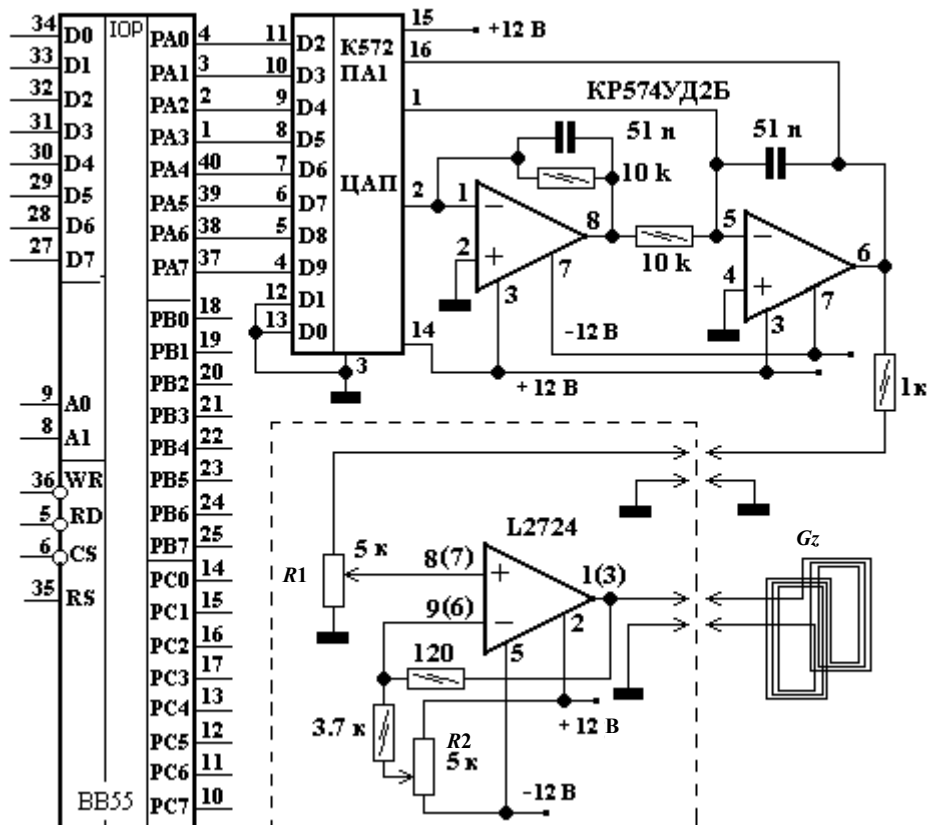 34 D0 IOP PA0 4
33 D1 PA1 3
32 D2 PA2 2
31 D3 PA3 1
30 D4 PA4 40
29 D5 PA5 39
28 D6 PA6 38
27 D7 PA7 37
PB0 18
PB1 19
PB2 20
9 A0 PB3 21
8 A1 PB4 22
36 WR PB5 23
5 RD PB6 24
6 CS PB7 25
35 RS PC0 14
PC1 15
PC2 16
PC3 17
PC4 13
PC5 12
PC6 11
BB55 PC7 10
11 D2 К572 15 +12 В
10 D3 ПА1 16
9 D4 1
8 D5
7 D6
6 D7 ЦАП 2
5 D8
4 D9
12 D1
13 D0 14
3
КР574УД2Б
51 п
10 k
1
2
3
7
8
10 k
51 п
5
4
3
7
6
-12 В
+ 12 В
1к
L2724
R1
5 к
8(7)
9(6)
1(3)
2
5
120
3.7 к
R2
5 к
+ 12 В
-12 В
Gz